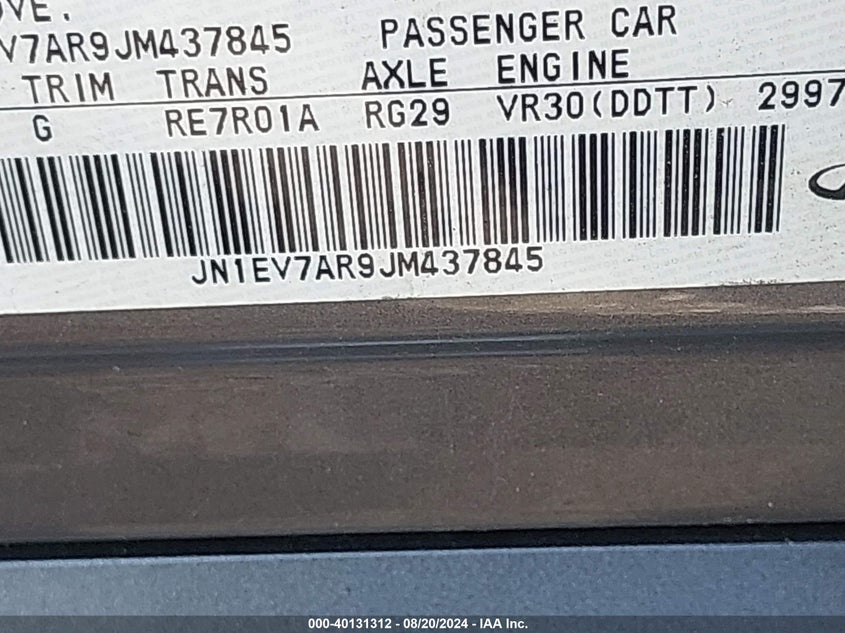 OVE.
V7AR9JM437845 PASSENGER CAR
TRIM TRANS AXLE ENGINE
G RE7R01A RG29 VR30(DDTT) 2997
JN1EV7AR9JM437845
000-40131312 - 08/20/2024 - IAA Inc.